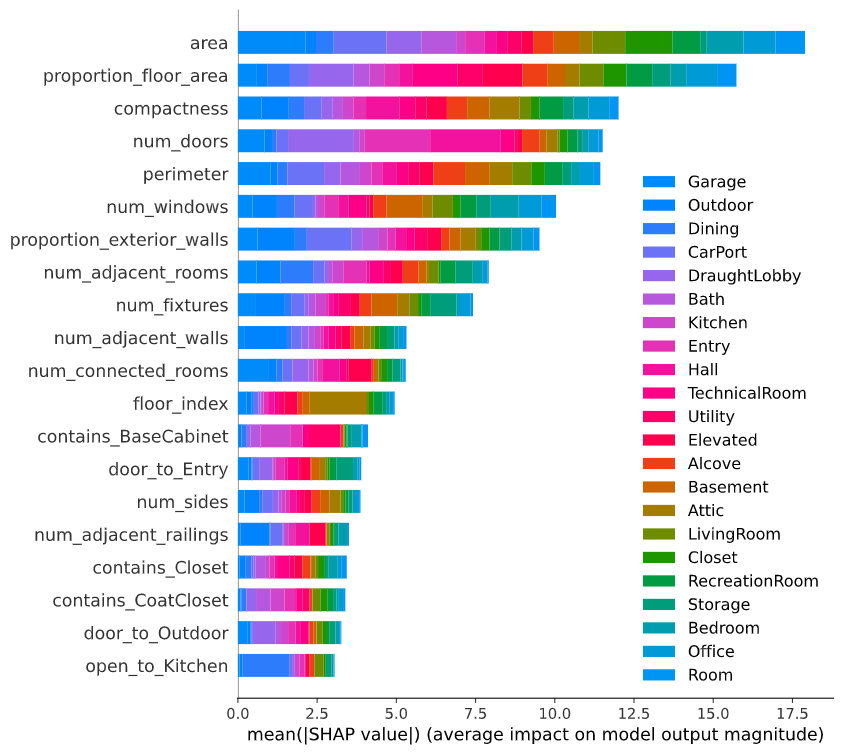 area
proportion_floor_area
compactness
num_doors
perimeter
num_windows
proportion_exterior_walls
num_adjacent_rooms
num_fixtures
num_adjacent_walls
num_connected_rooms
floor_index
contains_BaseCabinet
door_to_Entry
num_sides
num_adjacent_railings
contains_Closet
contains_CoatCloset
door_to_Outdoor
open_to_Kitchen
Garage
Outdoor
Dining
CarPort
DraughtLobby
Bath
Kitchen
Entry
Hall
TechnicalRoom
Utility
Elevated
Alcove
Basement
Attic
LivingRoom
Closet
RecreationRoom
Storage
Bedroom
Office
Room
0.0 2.5 5.0 7.5 10.0 12.5 15.0 17.5
mean(|SHAP value|) (average impact on model output magnitude)